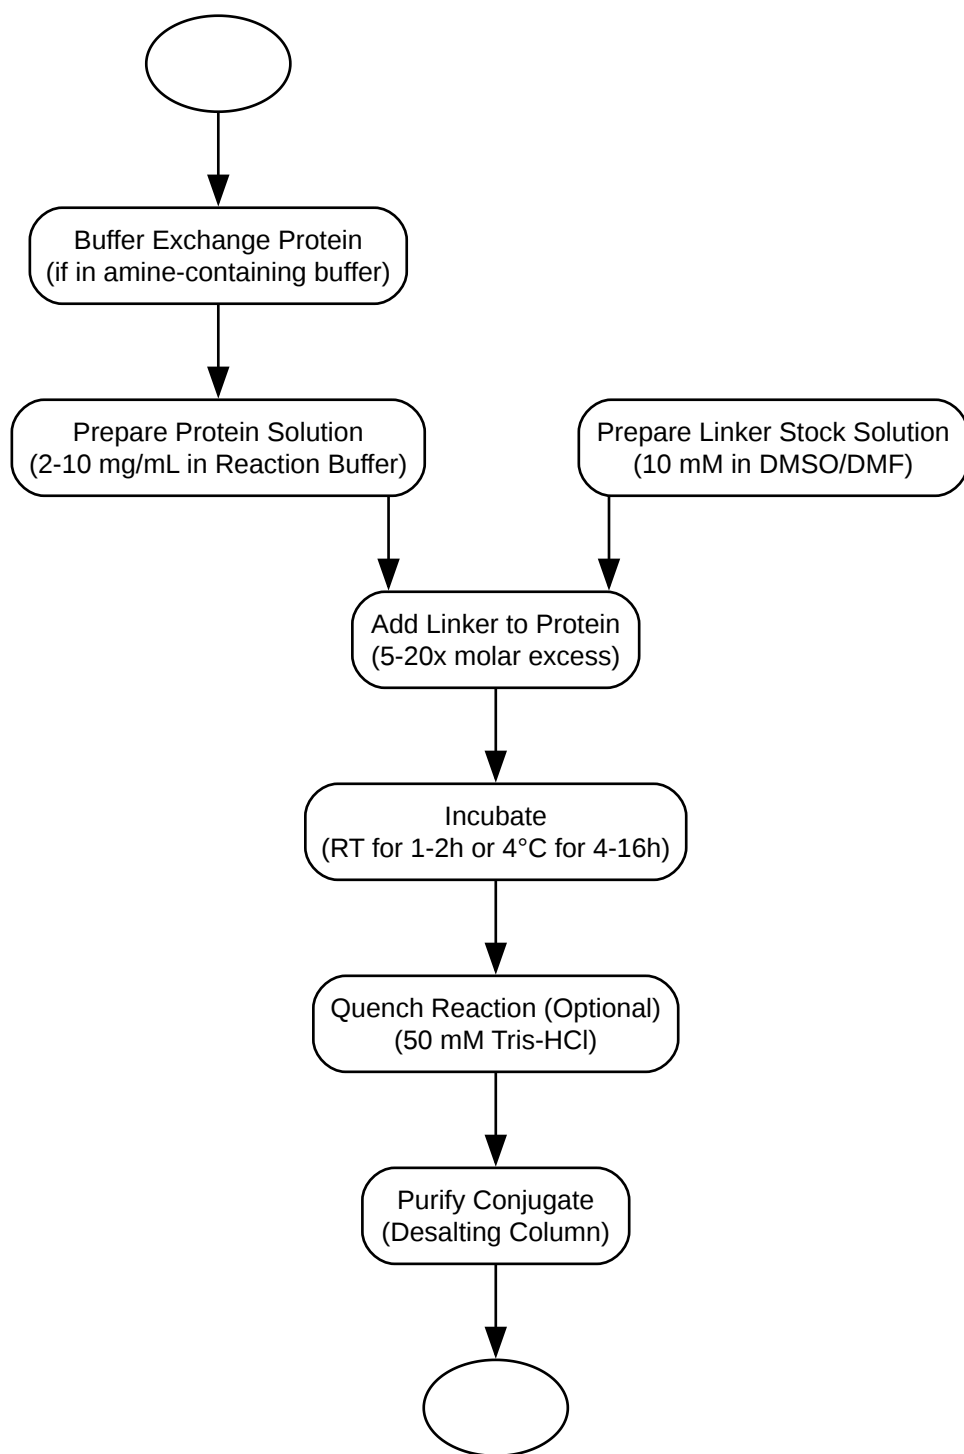 Buffer Exchange Protein
(if in amine-containing buffer)
Prepare Protein Solution
(2-10 mg/mL in Reaction Buffer)
Prepare Linker Stock Solution
(10 mM in DMSO/DMF)
Add Linker to Protein
(5-20x molar excess)
Incubate
(RT for 1-2h or 4°C for 4-16h)
Quench Reaction (Optional)
(50 mM Tris-HCl)
Purify Conjugate
(Desalting Column)